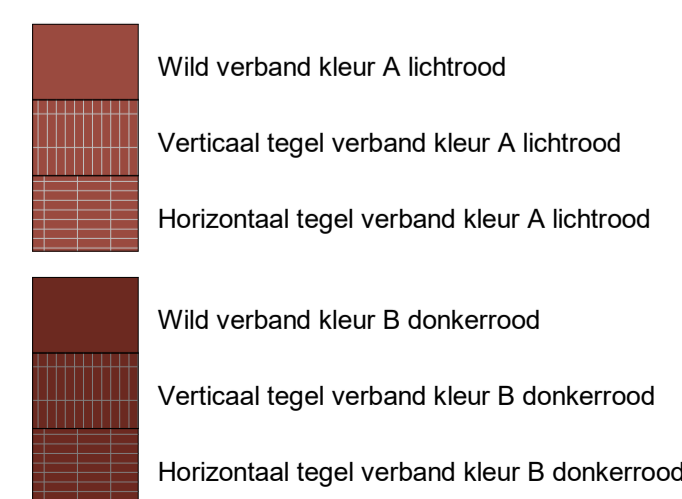 Wild verband kleur A lichtrood
Verticaal tegel verband kleur A lichtrood
Horizontaal tegel verband kleur A lichtrood
Wild verband kleur B donkerrood
Verticaal tegel verband kleur B donkerrood
Horizontaal tegel verband kleur B donkerrood